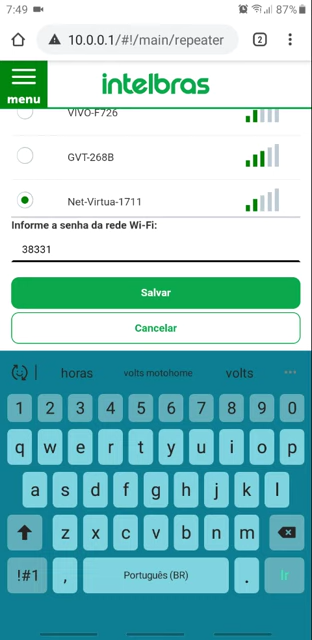 7:49
87%
10.0.0.1/#!/main/repeater
2
menu
intelbras
VIVO-F726
GVT-268B
Net-Virtua-1711
Informe a senha da rede Wi-Fi:
38331
Salvar
Cancelar
horas volts motohome volts
1 2 3 4 5 6 7 8 9 0
q w e r t y u i o p
a s d f g h j k l
z x c v b n m
!#1 , Português (BR) . Ir